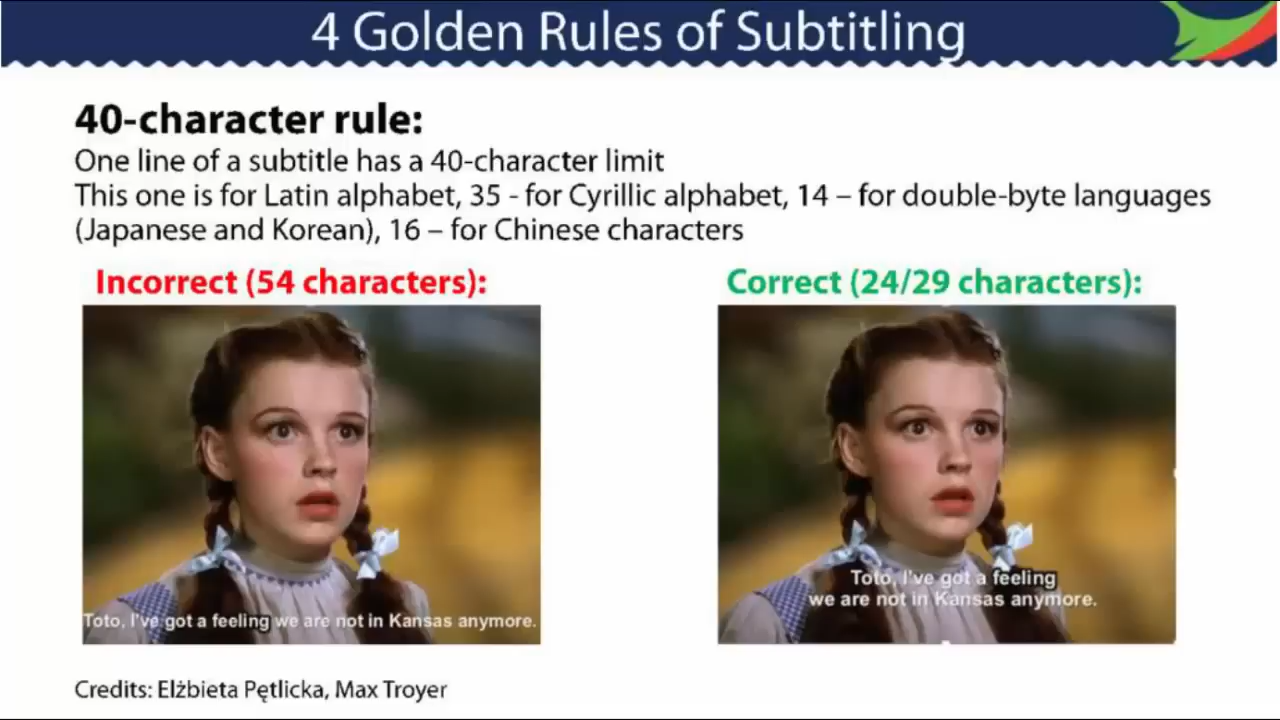 4 Golden Rules of Subtitling
40-character rule:
One line of a subtitle has a 40-character limit
This one is for Latin alphabet, 35 - for Cyrillic alphabet, 14 – for double-byte languages
(Japanese and Korean), 16 – for Chinese characters
Incorrect (54 characters):
Correct (24/29 characters):
Toto, I've got a feeling we are not in Kansas anymore.
Toto, I've got a feeling
we are not in Kansas anymore.
Credits: Elżbieta Pętlicka, Max Troyer